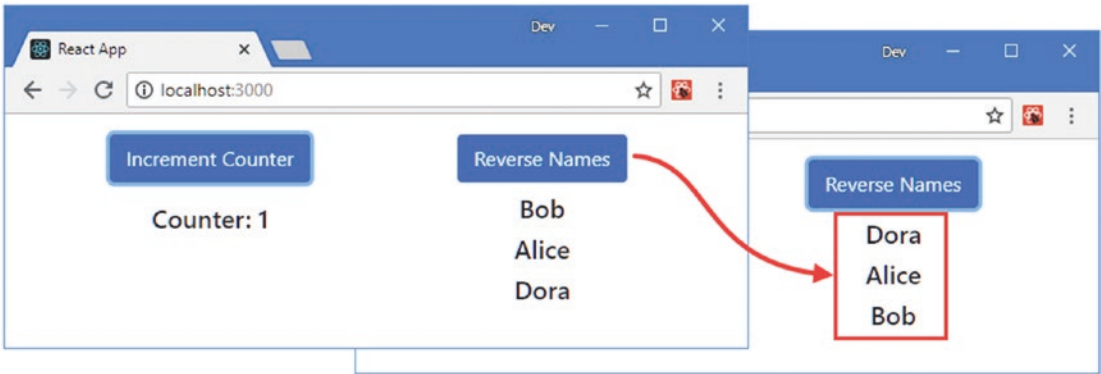 Dev
React App
localhost:3000
Increment Counter
Counter: 1
Reverse Names
Bob
Alice
Dora
Dev
Reverse Names
Dora
Alice
Bob